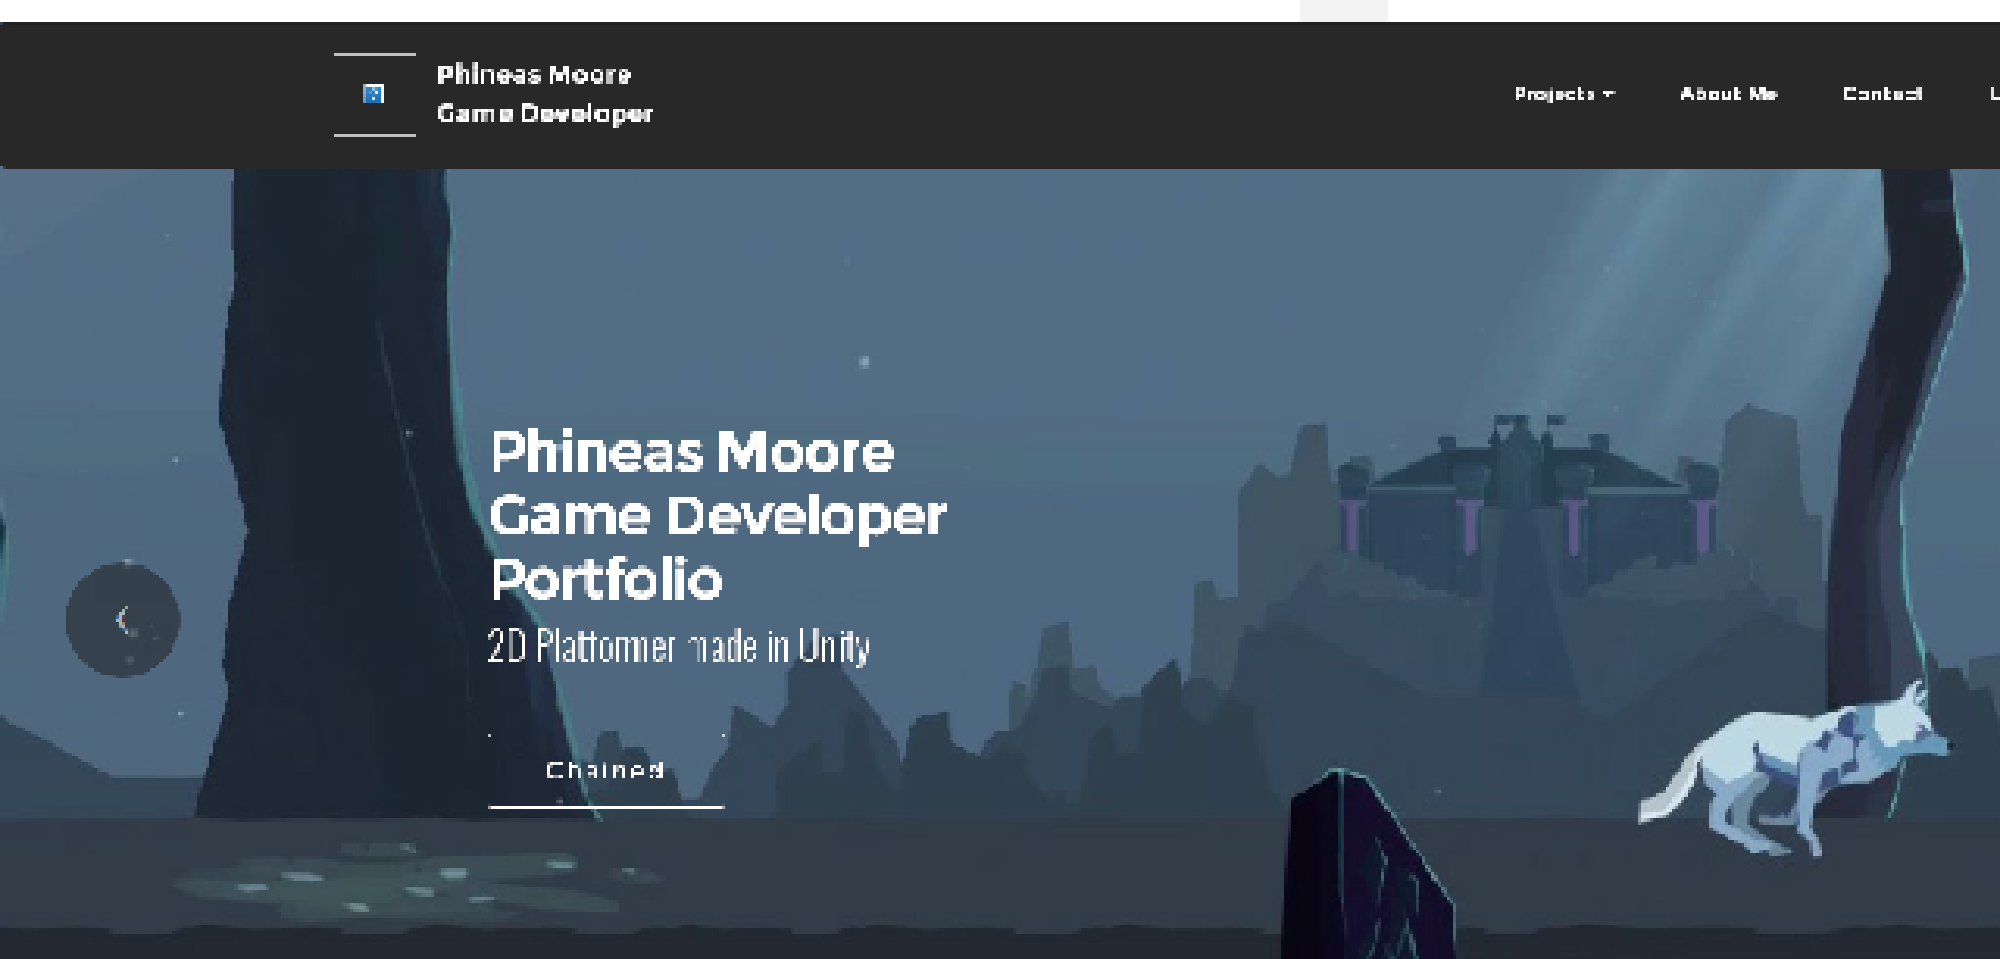 Phineas Moore
Game Developer
Projects
About Me
Contact
Phineas Moore
Game Developer
Portfolio
2D Platformer made in Unity
Chained